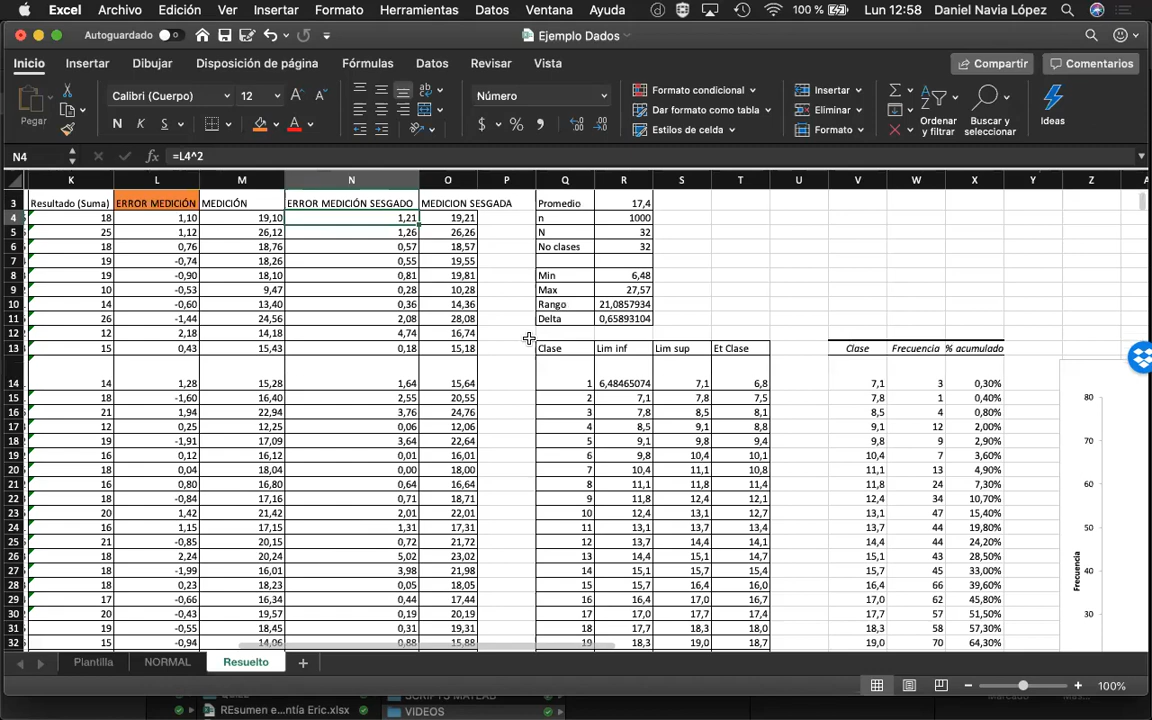 Excel Archivo Edición Ver Insertar Formato Herramientas Datos Ventana Ayuda 100 % Lun 12:58 Daniel Navia López
Autoguardado Ejemplo Dados
Inicio Insertar Dibujar Disposición de página Fórmulas Datos Revisar Vista Compartir Comentarios
Pegar Calibri (Cuerpo) 12 Número Formato condicional Insertar
Dar formato como tabla Eliminar Ordenar y filtrar Buscar y seleccionar Ideas
N K S $ % Estilos de celda Formato
N4 fx =L4^2
K L M N O P Q R S T U V W X Y Z A
3 Resultado (Suma) ERROR MEDICIÓN MEDICIÓN ERROR MEDICIÓN SESGADO MEDICION SESGADA Promedio 17,4
4 18 1,10 19,10 1,21 19,21 n 1000
5 25 1,12 26,12 1,26 26,26 N 32
6 18 0,76 18,76 0,57 18,57 No clases 32
7 19 -0,74 18,26 0,55 19,55
8 19 -0,90 18,10 0,81 19,81 Min 6,48
9 10 -0,53 9,47 0,28 10,28 Max 27,57
10 14 -0,60 13,40 0,36 14,36 Rango 21,0857934
11 26 -1,44 24,56 2,08 28,08 Delta 0,65893104
12 12 2,18 14,18 4,74 16,74
13 15 0,43 15,43 0,18 15,18 Clase Lim inf Lim sup Et Clase Clase Frecuencia % acumulado
14 14 1,28 15,28 1,64 15,64 1 6,48465074 7,1 6,8 7,1 3 0,30%
15 18 -1,60 16,40 2,55 20,55 2 7,1 7,8 7,5 7,8 1 0,40% 80
16 21 1,94 22,94 3,76 24,76 3 7,8 8,5 8,1 8,5 4 0,80%
17 12 0,25 12,25 0,06 12,06 4 8,5 9,1 8,8 9,1 12 2,00%
18 19 -1,91 17,09 3,64 22,64 5 9,1 9,8 9,4 9,8 9 2,90% 70
19 16 0,12 16,12 0,01 16,01 6 9,8 10,4 10,1 10,4 7 3,60%
20 18 0,04 18,04 0,00 18,00 7 10,4 11,1 10,8 11,1 13 4,90%
21 16 0,80 16,80 0,64 16,64 8 11,1 11,8 11,4 11,8 24 7,30% 60
22 18 -0,84 17,16 0,71 18,71 9 11,8 12,4 12,1 12,4 34 10,70%
23 20 1,42 21,42 2,01 22,01 10 12,4 13,1 12,7 13,1 47 15,40%
24 16 1,15 17,15 1,31 17,31 11 13,1 13,7 13,4 13,7 44 19,80% 50
25 21 -0,85 20,15 0,72 21,72 12 13,7 14,4 14,1 14,4 44 24,20%
26 18 2,24 20,24 5,02 23,02 13 14,4 15,1 14,7 15,1 43 28,50%
27 18 -1,99 16,01 3,98 21,98 14 15,1 15,7 15,4 15,7 45 33,00% 40
28 18 0,23 18,23 0,05 18,05 15 15,7 16,4 16,0 16,4 66 39,60% Frecuencia
29 17 -0,66 16,34 0,44 17,44 16 16,4 17,0 16,7 17,0 62 45,80%
30 20 -0,43 19,57 0,19 20,19 17 17,0 17,7 17,4 17,7 57 51,50% 30
31 19 -0,55 18,45 0,31 19,31 18 17,7 18,3 18,0 18,3 58 57,30%
32 15 -0,94 14,06 0,88 15,88 19 18,3 19,0 18,7 19,0 70 64,30%
Plantilla NORMAL Resuelto
100%
REsumen e...ntía Eric.xlsx VIDEOS